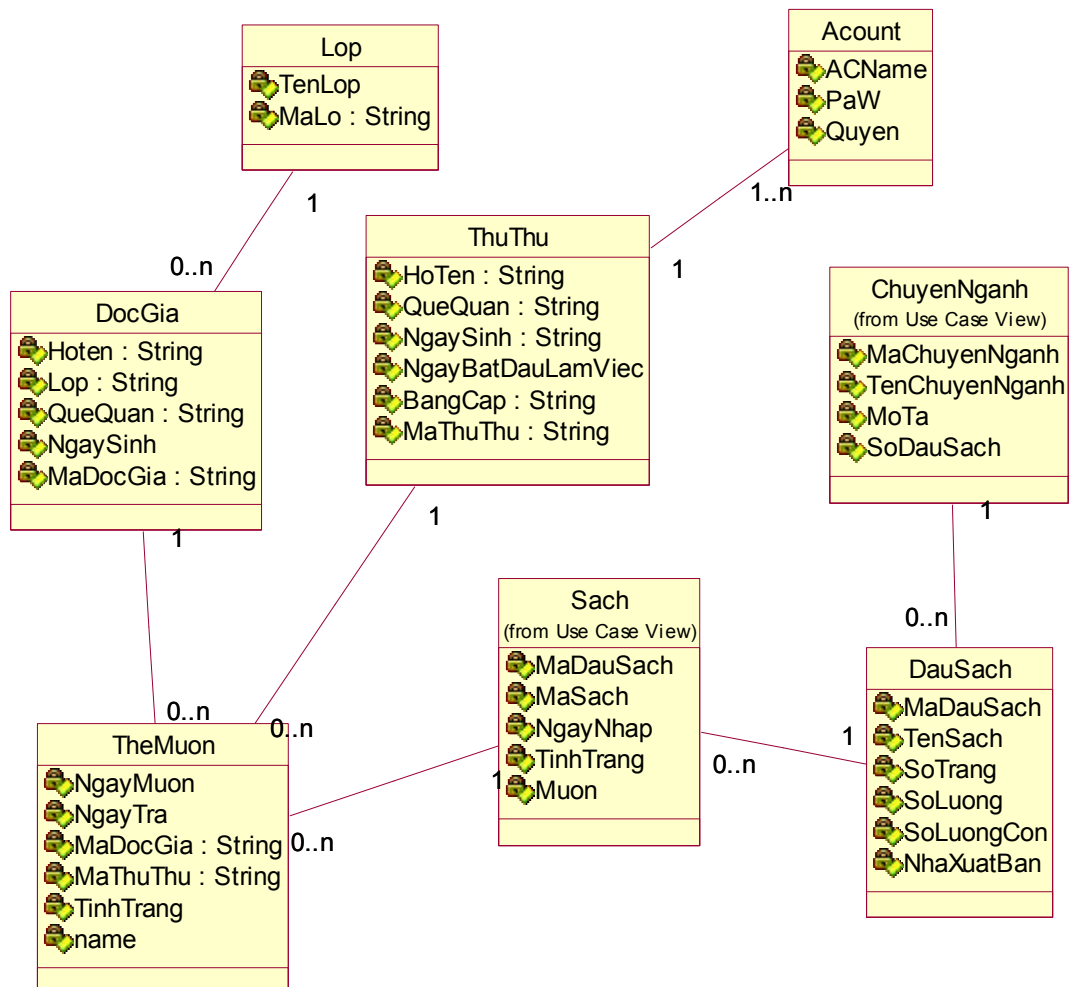 Lop
TenLop
MaLo : String
Acount
ACName
PaW
Quyen
1
1..n
0..n
1
ThuThu
HoTen : String
QueQuan : String
NgaySinh : String
NgayBatDauLamViec
BangCap : String
MaThuThu : String
DocGia
Hoten : String
Lop : String
QueQuan : String
NgaySinh
MaDocGia : String
ChuyenNganh
(from Use Case View)
MaChuyenNganh
TenChuyenNganh
MoTa
SoDauSach
1
1
1
0..n
Sach
(from Use Case View)
MaDauSach
MaSach
NgayNhap
TinhTrang
Muon
DauSach
MaDauSach
TenSach
SoTrang
SoLuong
SoLuongCon
NhaXuatBan
0..n
0..n
1
0..n
1
0..n
TheMuon
NgayMuon
NgayTra
MaDocGia : String
MaThuThu : String
TinhTrang
name